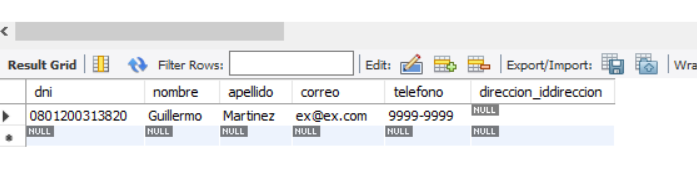 Result Grid Filter Rows: Edit: Export/Import: Wra
dni nombre apellido correo telefono direccion_iddireccion
0801200313820 Guillermo Martinez ex@ex.com 9999-9999 NULL
NULL NULL NULL NULL NULL NULL